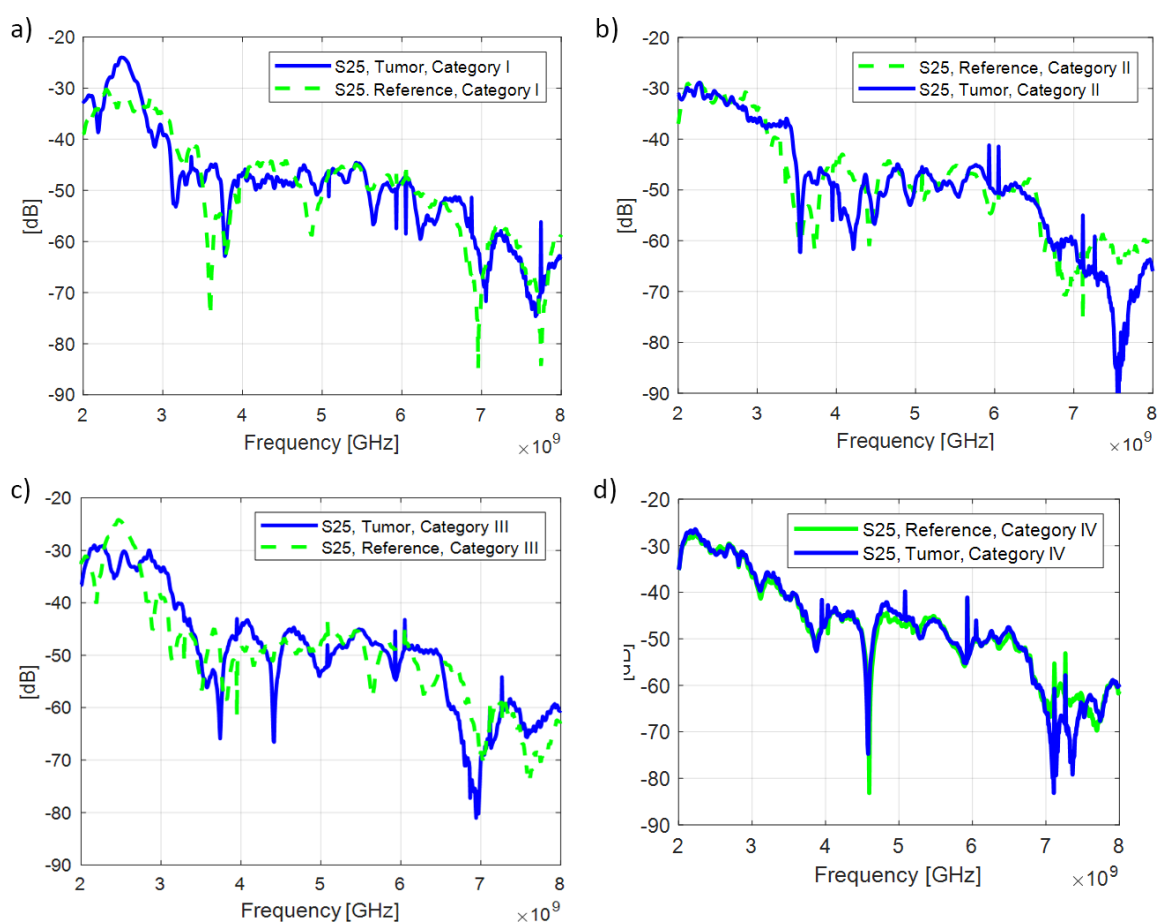 a)
-20
-30
-40
-50
-60
-70
-80
-90
[dB]
S25, Tumor, Category I
S25. Reference, Category I
2 3 4 5 6 7 8
Frequency [GHz]
×10⁹
b)
-20
-30
-40
-50
-60
-70
-80
-90
[dB]
S25, Reference, Category II
S25, Tumor, Category II
2 3 4 5 6 7 8
Frequency [GHz]
×10⁹
c)
-20
-30
-40
-50
-60
-70
-80
-90
[dB]
S25, Tumor, Category III
S25, Reference, Category III
2 3 4 5 6 7 8
Frequency [GHz]
×10⁹
d)
-20
-30
-40
-50
-60
-70
-80
-90
[dB]
S25, Reference, Category IV
S25, Tumor, Category IV
2 3 4 5 6 7 8
Frequency [GHz]
×10⁹